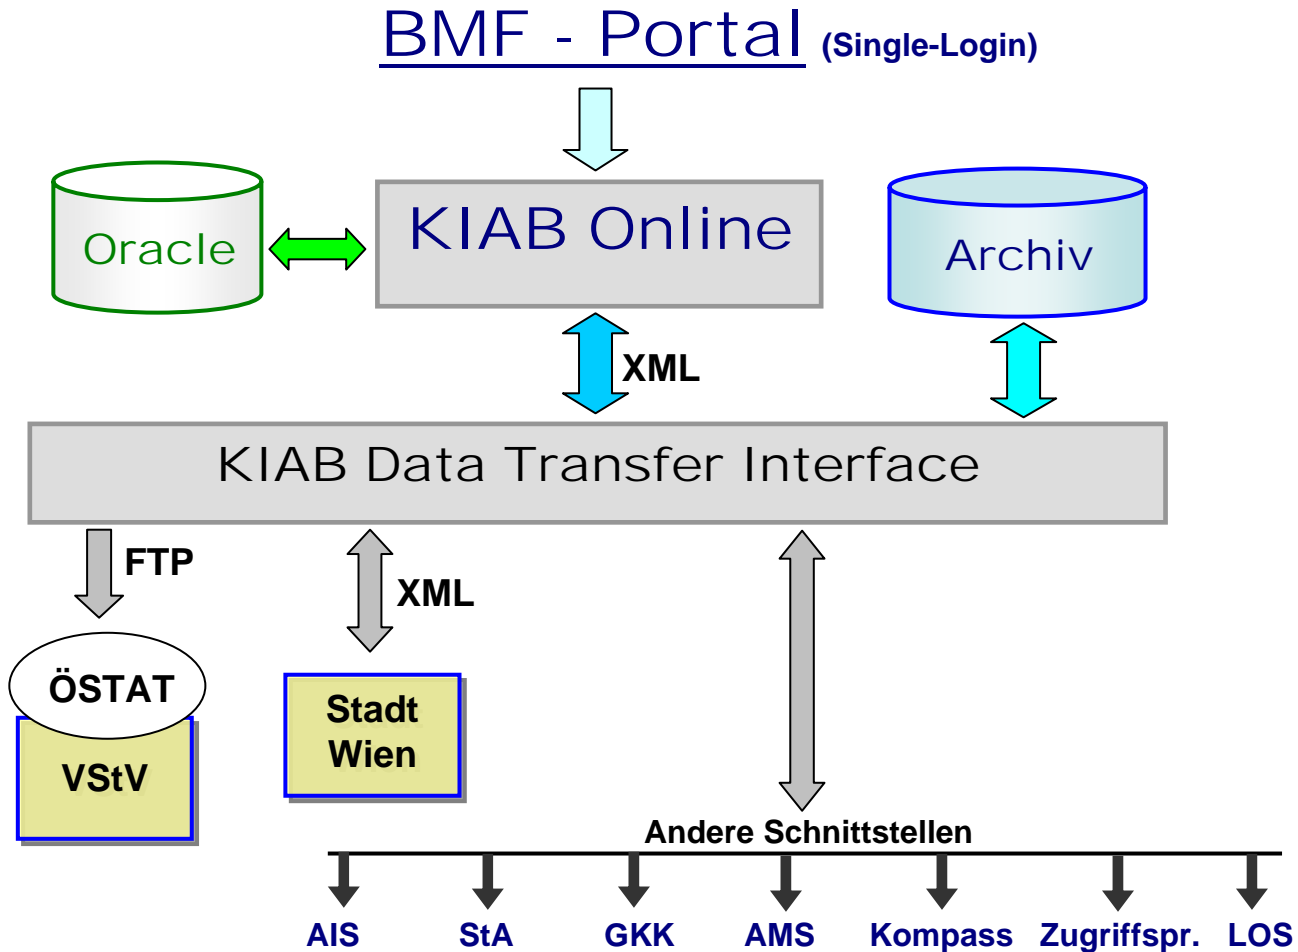 BMF - Portal (Single-Login)
Oracle
KIAB Online
Archiv
XML
KIAB Data Transfer Interface
FTP
XML
ÖSTAT
VStV
Stadt
Wien
Andere Schnittstellen
AIS StA GKK AMS Kompass Zugriffspr. LOS